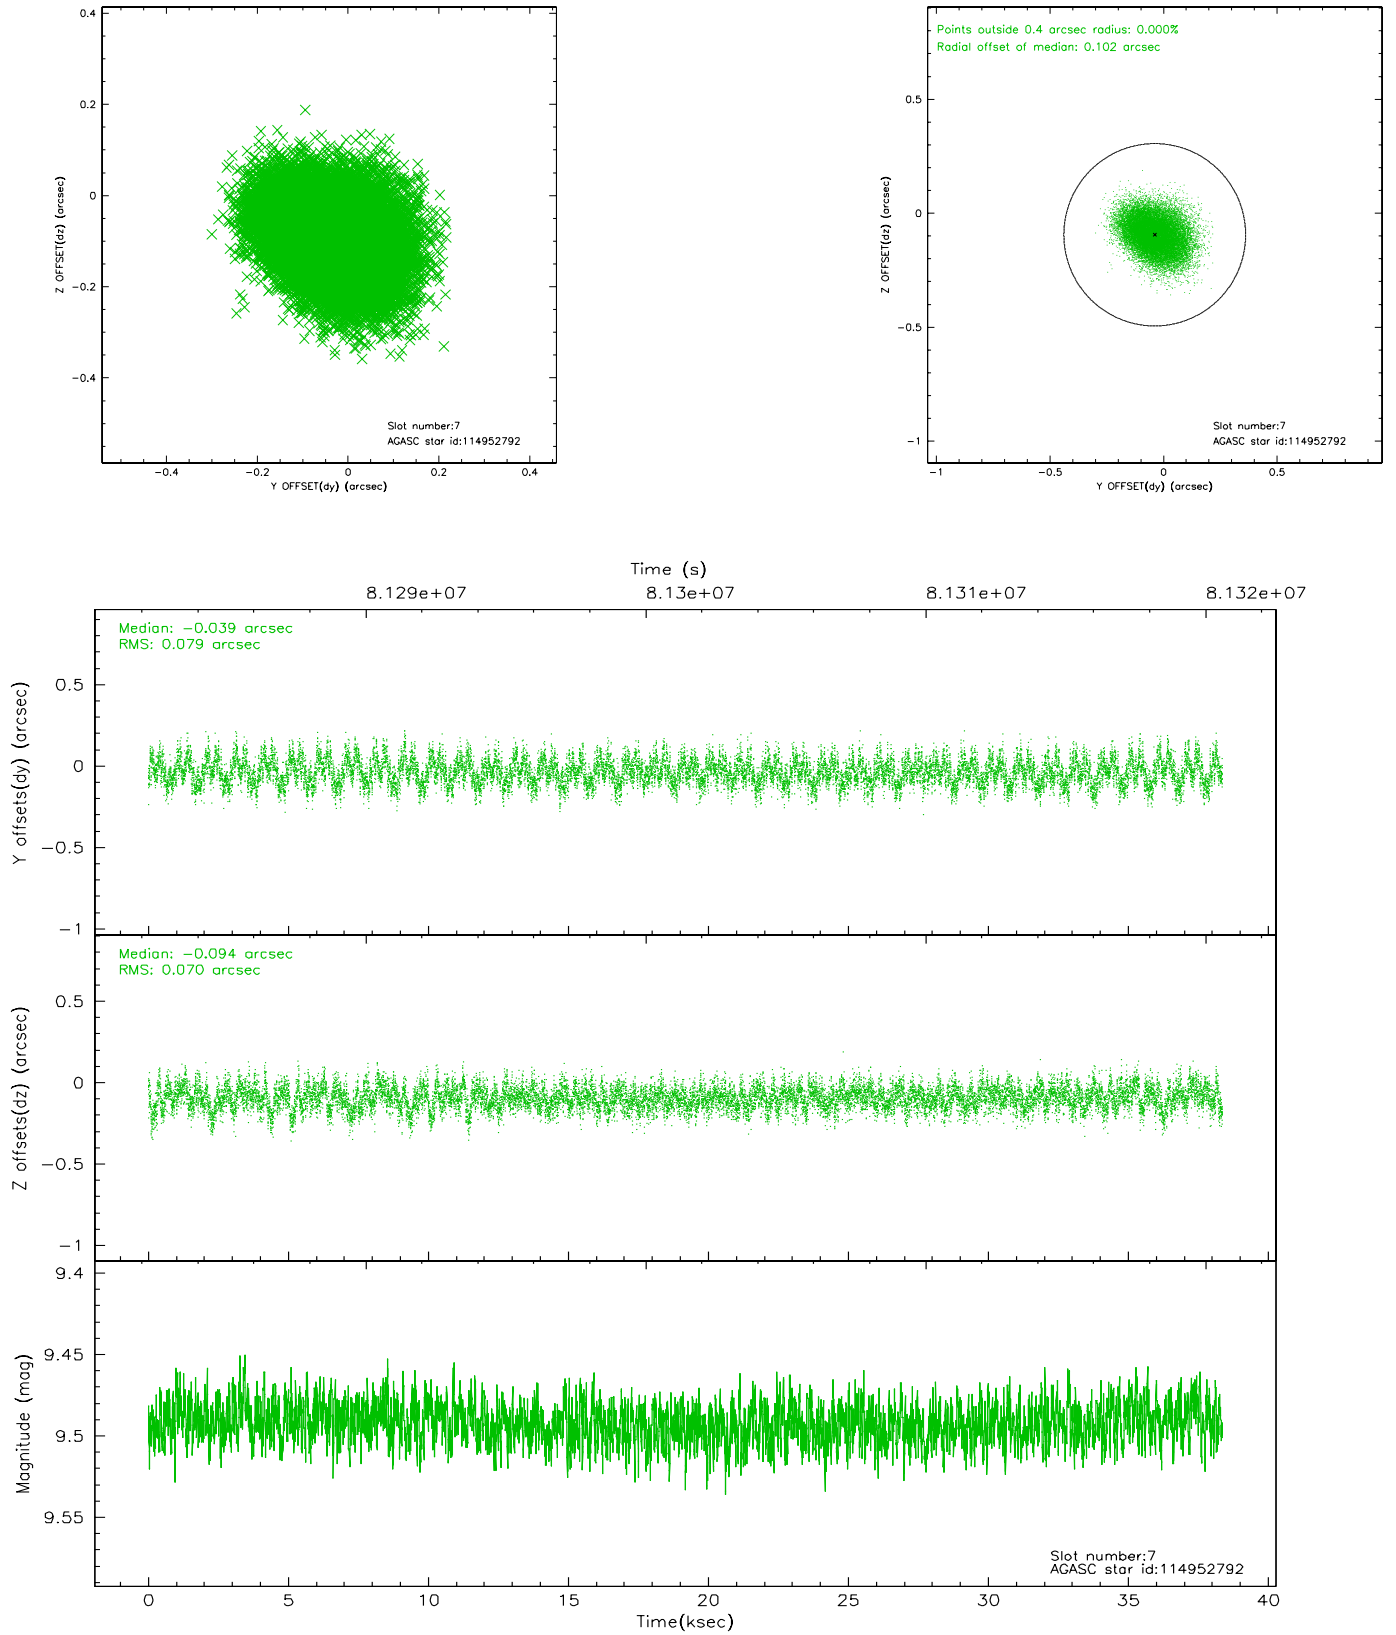 0.4
0.2
0
-0.2
-0.4
Z OFFSET(dz) (arcsec)
Slot number:7
AGASC star id:114952792
-0.4 -0.2 0 0.2 0.4
Y OFFSET(dy) (arcsec)
Points outside 0.4 arcsec radius: 0.000%
Radial offset of median: 0.102 arcsec
0.5
0
-0.5
-1
Z OFFSET(dz) (arcsec)
Slot number:7
AGASC star id:114952792
-1 -0.5 0 0.5
Y OFFSET(dy) (arcsec)
Time (s)
8.129e+07 8.13e+07 8.131e+07 8.132e+07
Median: -0.039 arcsec
RMS: 0.079 arcsec
0.5
0
-0.5
-1
Y offsets(dy) (arcsec)
Median: -0.094 arcsec
RMS: 0.070 arcsec
0.5
0
-0.5
-1
Z offsets(dz) (arcsec)
9.4
9.45
9.5
9.55
Magnitude (mag)
Slot number:7
AGASC star id:114952792
0 5 10 15 20 25 30 35 40
Time(ksec)